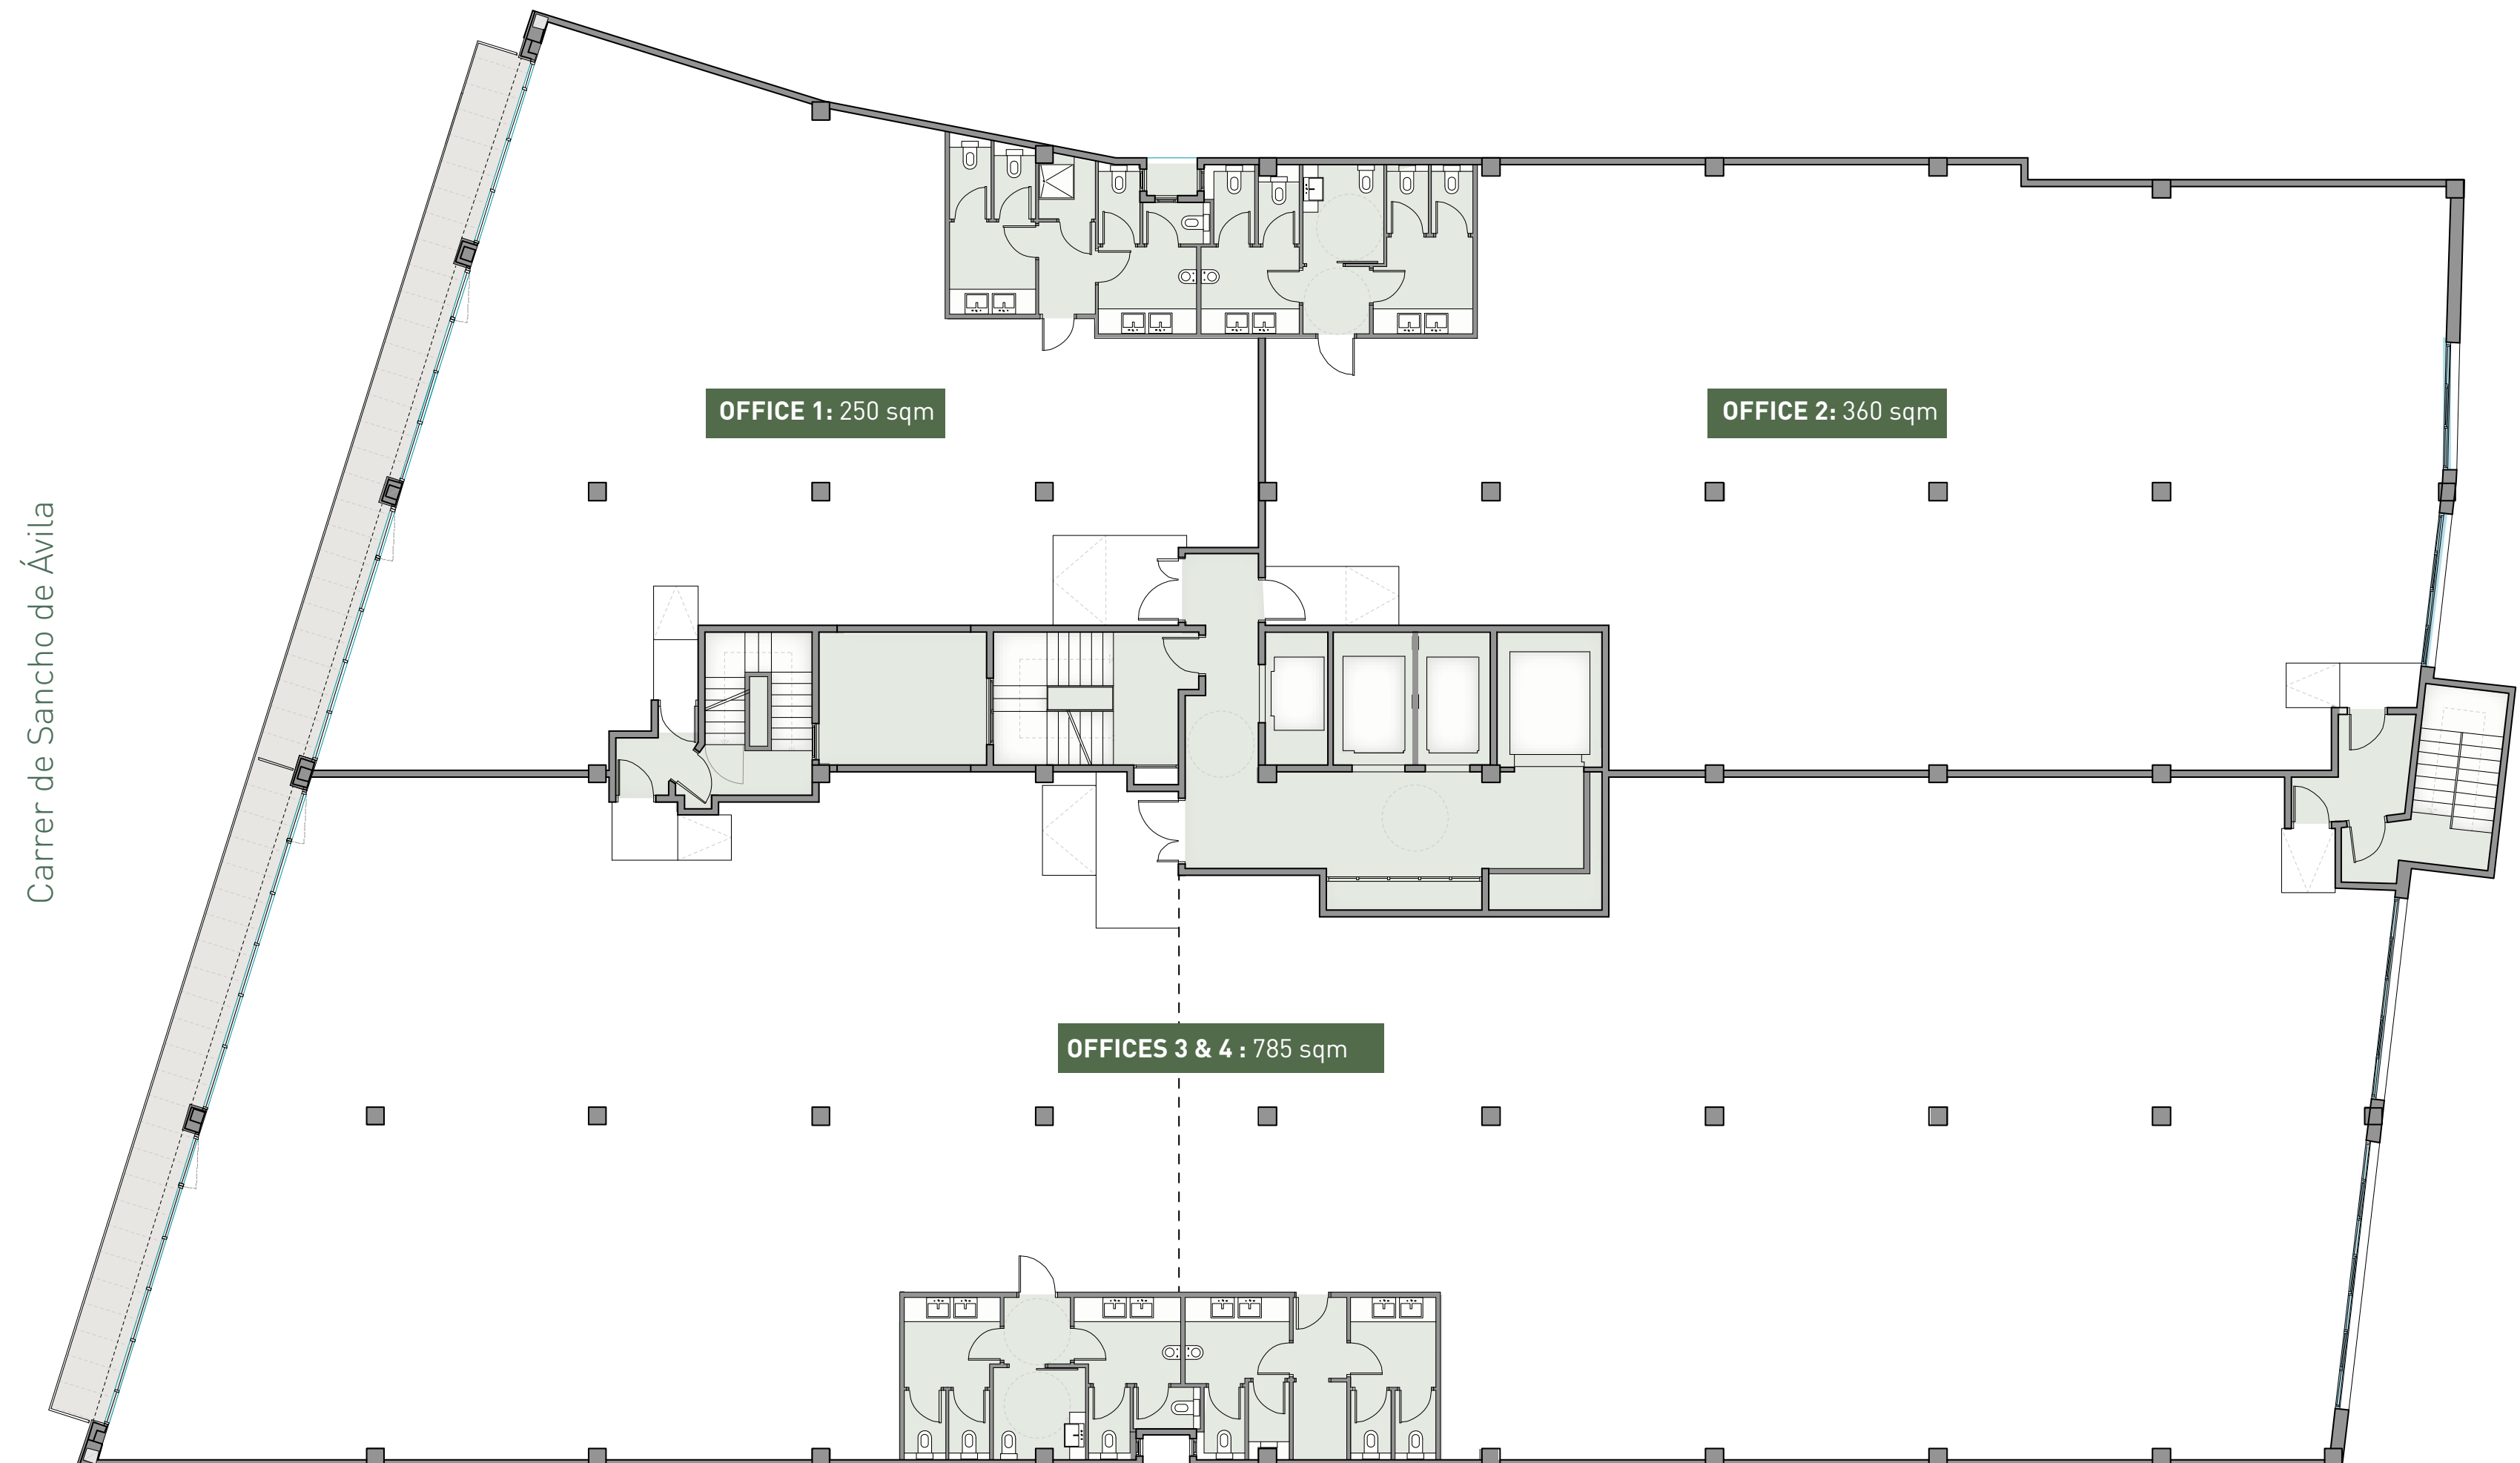 Carrer de Sancho de Ávila
OFFICE 1: 250 sqm
OFFICE 2: 360 sqm
OFFICES 3 & 4 : 785 sqm